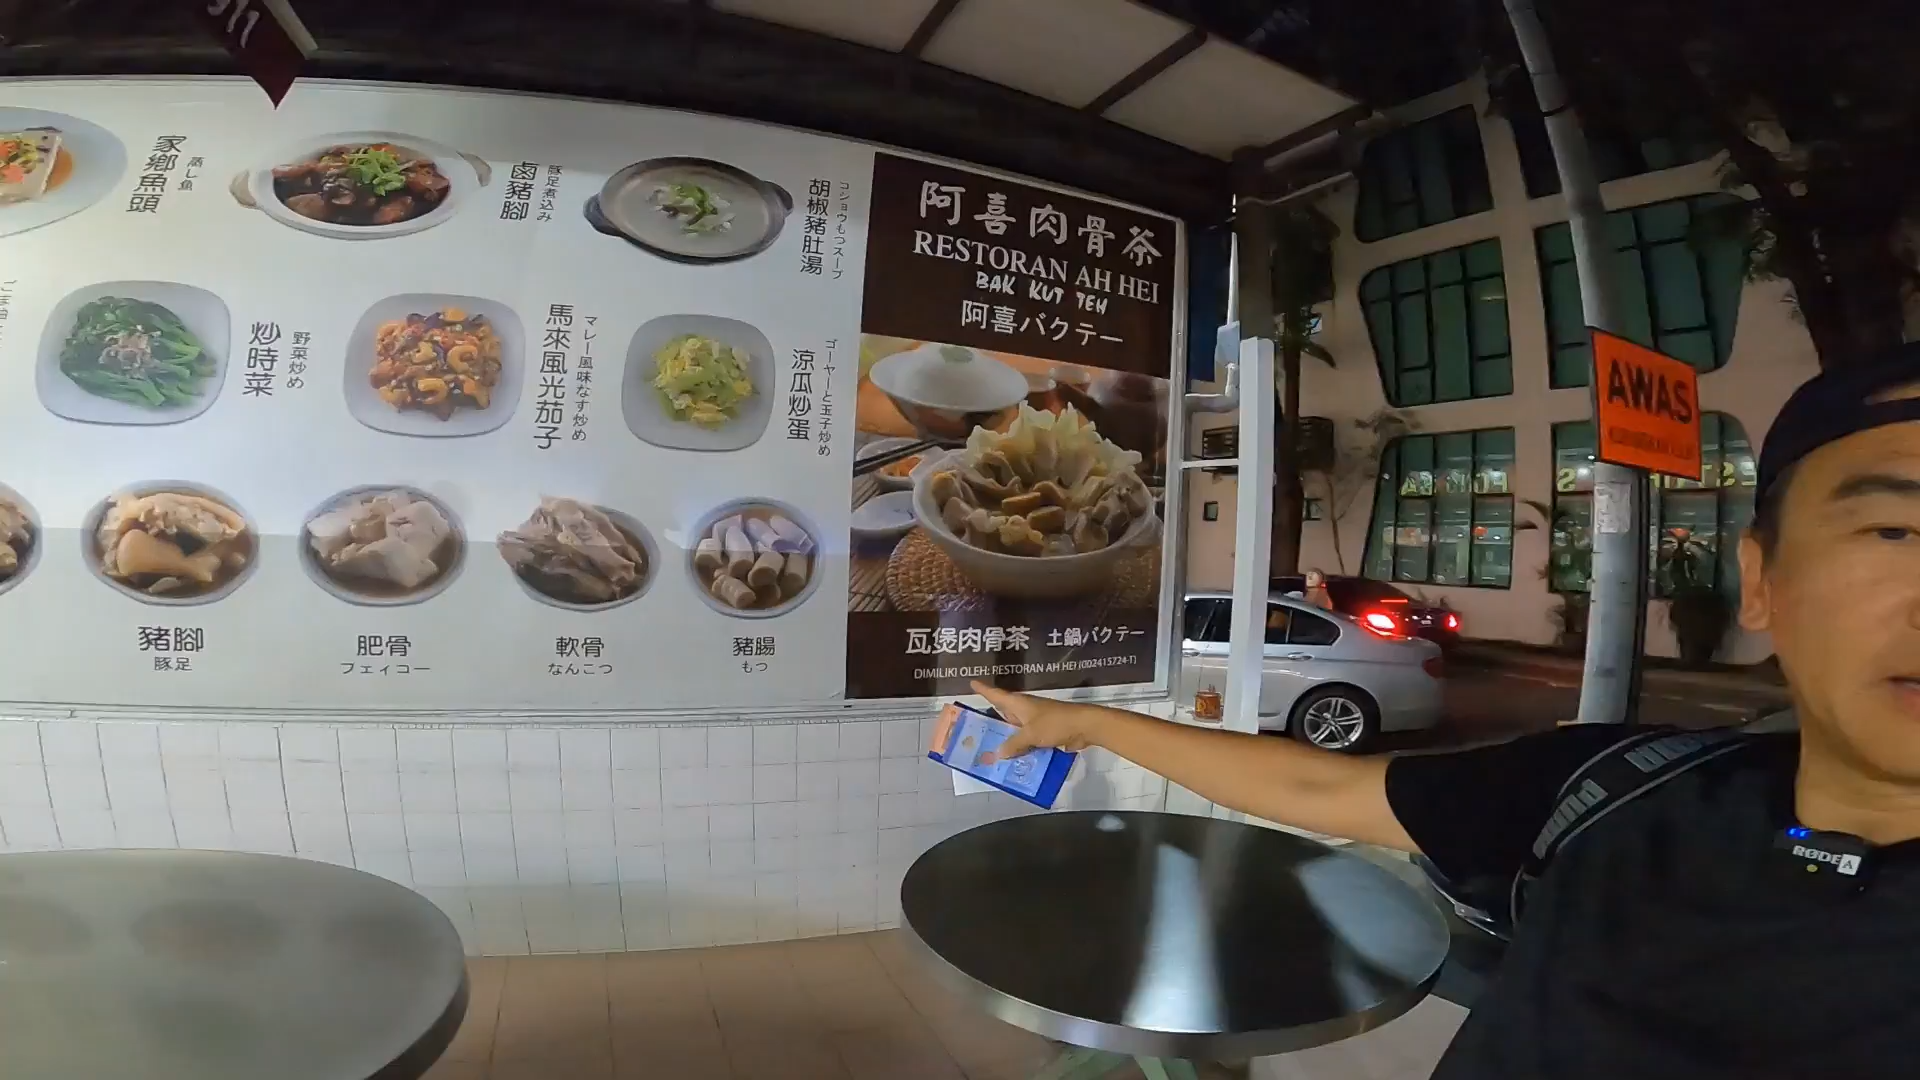 家鄉魚頭
蒸し魚
鹵豬腳
豚足煮込み
胡椒豬肚湯
コショウもつスープ
炒時菜
野菜炒め
馬來風光茄子
マレー風味なす炒め
涼瓜炒蛋
ゴーヤーと玉子炒め
豬腳
豚足
肥骨
フェイコー
軟骨
なんこつ
豬腸
もつ
阿喜肉骨茶
RESTORAN AH HEI
BAK KUT TEH
阿喜バクテー
瓦煲肉骨茶 土鍋バクテー
DIMILIKI OLEH: RESTORAN AH HEI (002415724-T)
AWAS
RØDE
A